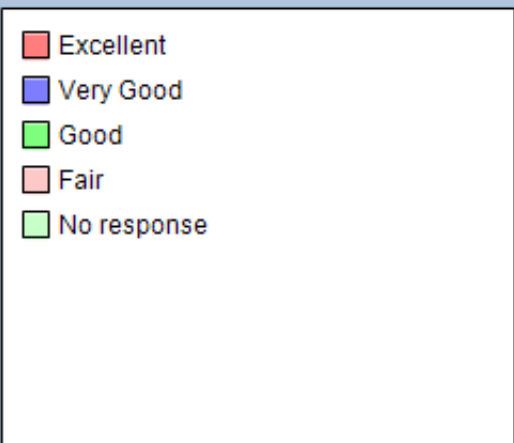 Excellent
Very Good
Good
Fair
No response